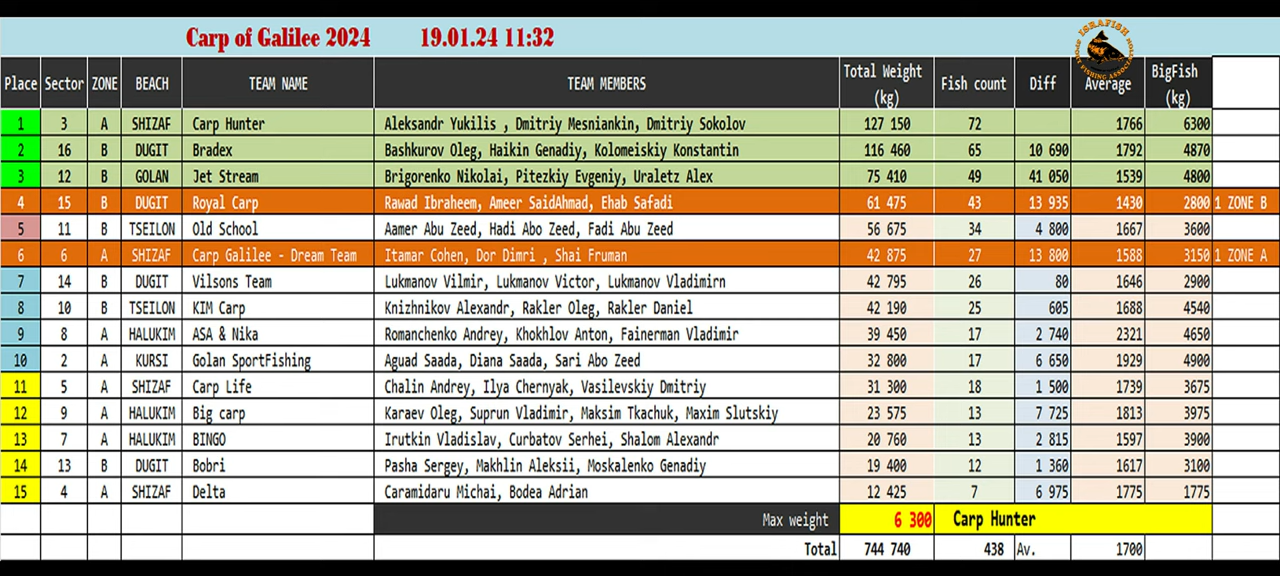 Carp of Galilee 2024 19.01.24 11:32
ISRAFISH
SPORT FISHING ASSOCIATION
Place Sector ZONE BEACH TEAM NAME TEAM MEMBERS Total Weight (kg) Fish count Diff Average BigFish (kg)
1 3 A SHIZAF Carp Hunter Aleksandr Yukilis , Dmitriy Mesniankin, Dmitriy Sokolov 127 150 72 1766 6300
2 16 B DUGIT Bradex Bashkurov Oleg, Haikin Genadiy, Kolomeiskiy Konstantin 116 460 65 10 690 1792 4870
3 12 B GOLAN Jet Stream Brigorenko Nikolai, Pitezkiy Evgeniy, Uraletz Alex 75 410 49 41 050 1539 4800
4 15 B DUGIT Royal Carp Rawad Ibraheem, Ameer SaidAhmad, Ehab Safadi 61 475 43 13 935 1430 2800 1 ZONE B
5 11 B TSEILON Old School Aamer Abu Zeed, Hadi Abo Zeed, Fadi Abu Zeed 56 675 34 4 800 1667 3600
6 6 A SHIZAF Carp Galilee - Dream Team Itamar Cohen, Dor Dimri , Shai Fruman 42 875 27 13 800 1588 3150 1 ZONE A
7 14 B DUGIT Vilsons Team Lukmanov Vilmir, Lukmanov Victor, Lukmanov Vladimirn 42 795 26 80 1646 2900
8 10 B TSEILON KIM Carp Knizhnikov Alexandr, Rakler Oleg, Rakler Daniel 42 190 25 605 1688 4540
9 8 A HALUKIM ASA & Nika Romanchenko Andrey, Khokhlov Anton, Fainerman Vladimir 39 450 17 2 740 2321 4650
10 2 A KURSI Golan SportFishing Aguad Saada, Diana Saada, Sari Abo Zeed 32 800 17 6 650 1929 4900
11 5 A SHIZAF Carp Life Chalin Andrey, Ilya Chernyak, Vasilevskiy Dmitriy 31 300 18 1 500 1739 3675
12 9 A HALUKIM Big carp Karaev Oleg, Suprun Vladimir, Maksim Tkachuk, Maxim Slutskiy 23 575 13 7 725 1813 3975
13 7 A HALUKIM BINGO Irutkin Vladislav, Curbatov Serhei, Shalom Alexandr 20 760 13 2 815 1597 3900
14 13 B DUGIT Bobri Pasha Sergey, Makhlin Aleksii, Moskalenko Genadiy 19 400 12 1 360 1617 3100
15 4 A SHIZAF Delta Caramidaru Michai, Bodea Adrian 12 425 7 6 975 1775 1775
Max weight 6 300 Carp Hunter
Total 744 740 438 Av. 1700